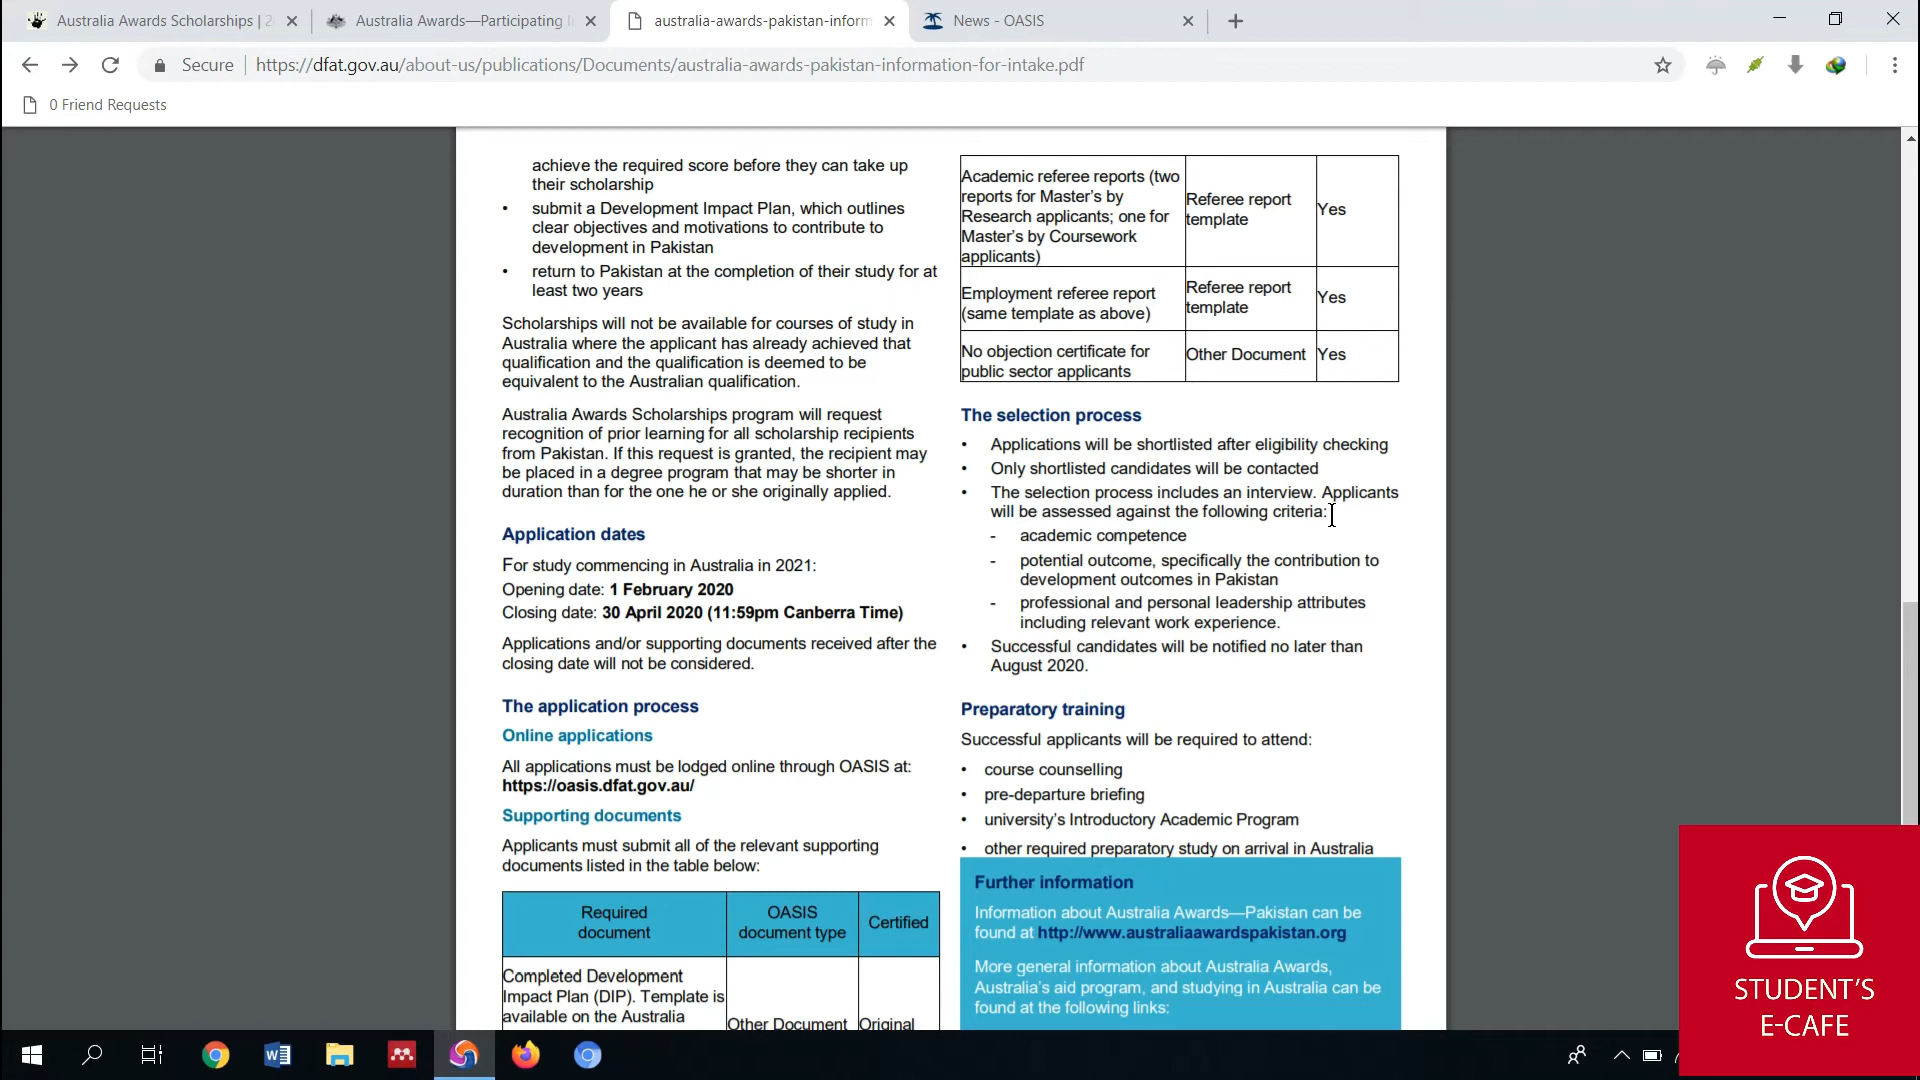 Australia Awards Scholarships | 2
Australia Awards—Participating I
australia-awards-pakistan-inform
News - OASIS
Secure
https://dfat.gov.au/about-us/publications/Documents/australia-awards-pakistan-information-for-intake.pdf
0 Friend Requests
achieve the required score before they can take up
their scholarship
• submit a Development Impact Plan, which outlines
clear objectives and motivations to contribute to
development in Pakistan
• return to Pakistan at the completion of their study for at
least two years
Scholarships will not be available for courses of study in
Australia where the applicant has already achieved that
qualification and the qualification is deemed to be
equivalent to the Australian qualification.
Australia Awards Scholarships program will request
recognition of prior learning for all scholarship recipients
from Pakistan. If this request is granted, the recipient may
be placed in a degree program that may be shorter in
duration than for the one he or she originally applied.
Application dates
For study commencing in Australia in 2021:
Opening date: 1 February 2020
Closing date: 30 April 2020 (11:59pm Canberra Time)
Applications and/or supporting documents received after the
closing date will not be considered.
The application process
Online applications
All applications must be lodged online through OASIS at:
https://oasis.dfat.gov.au/
Supporting documents
Applicants must submit all of the relevant supporting
documents listed in the table below:
Required
document
OASIS
document type
Certified
Completed Development
Impact Plan (DIP). Template is
available on the Australia
Other Document
Original
Academic referee reports (two
reports for Master's by
Research applicants; one for
Master's by Coursework
applicants)
Referee report
template
Yes
Employment referee report
(same template as above)
Referee report
template
Yes
No objection certificate for
public sector applicants
Other Document
Yes
The selection process
• Applications will be shortlisted after eligibility checking
• Only shortlisted candidates will be contacted
• The selection process includes an interview. Applicants
will be assessed against the following criteria:
- academic competence
- potential outcome, specifically the contribution to
development outcomes in Pakistan
- professional and personal leadership attributes
including relevant work experience.
• Successful candidates will be notified no later than
August 2020.
Preparatory training
Successful applicants will be required to attend:
• course counselling
• pre-departure briefing
• university's Introductory Academic Program
• other required preparatory study on arrival in Australia
Further information
Information about Australia Awards—Pakistan can be
found at http://www.australiaawardspakistan.org
More general information about Australia Awards,
Australia's aid program, and studying in Australia can be
found at the following links:
STUDENT'S
E-CAFE